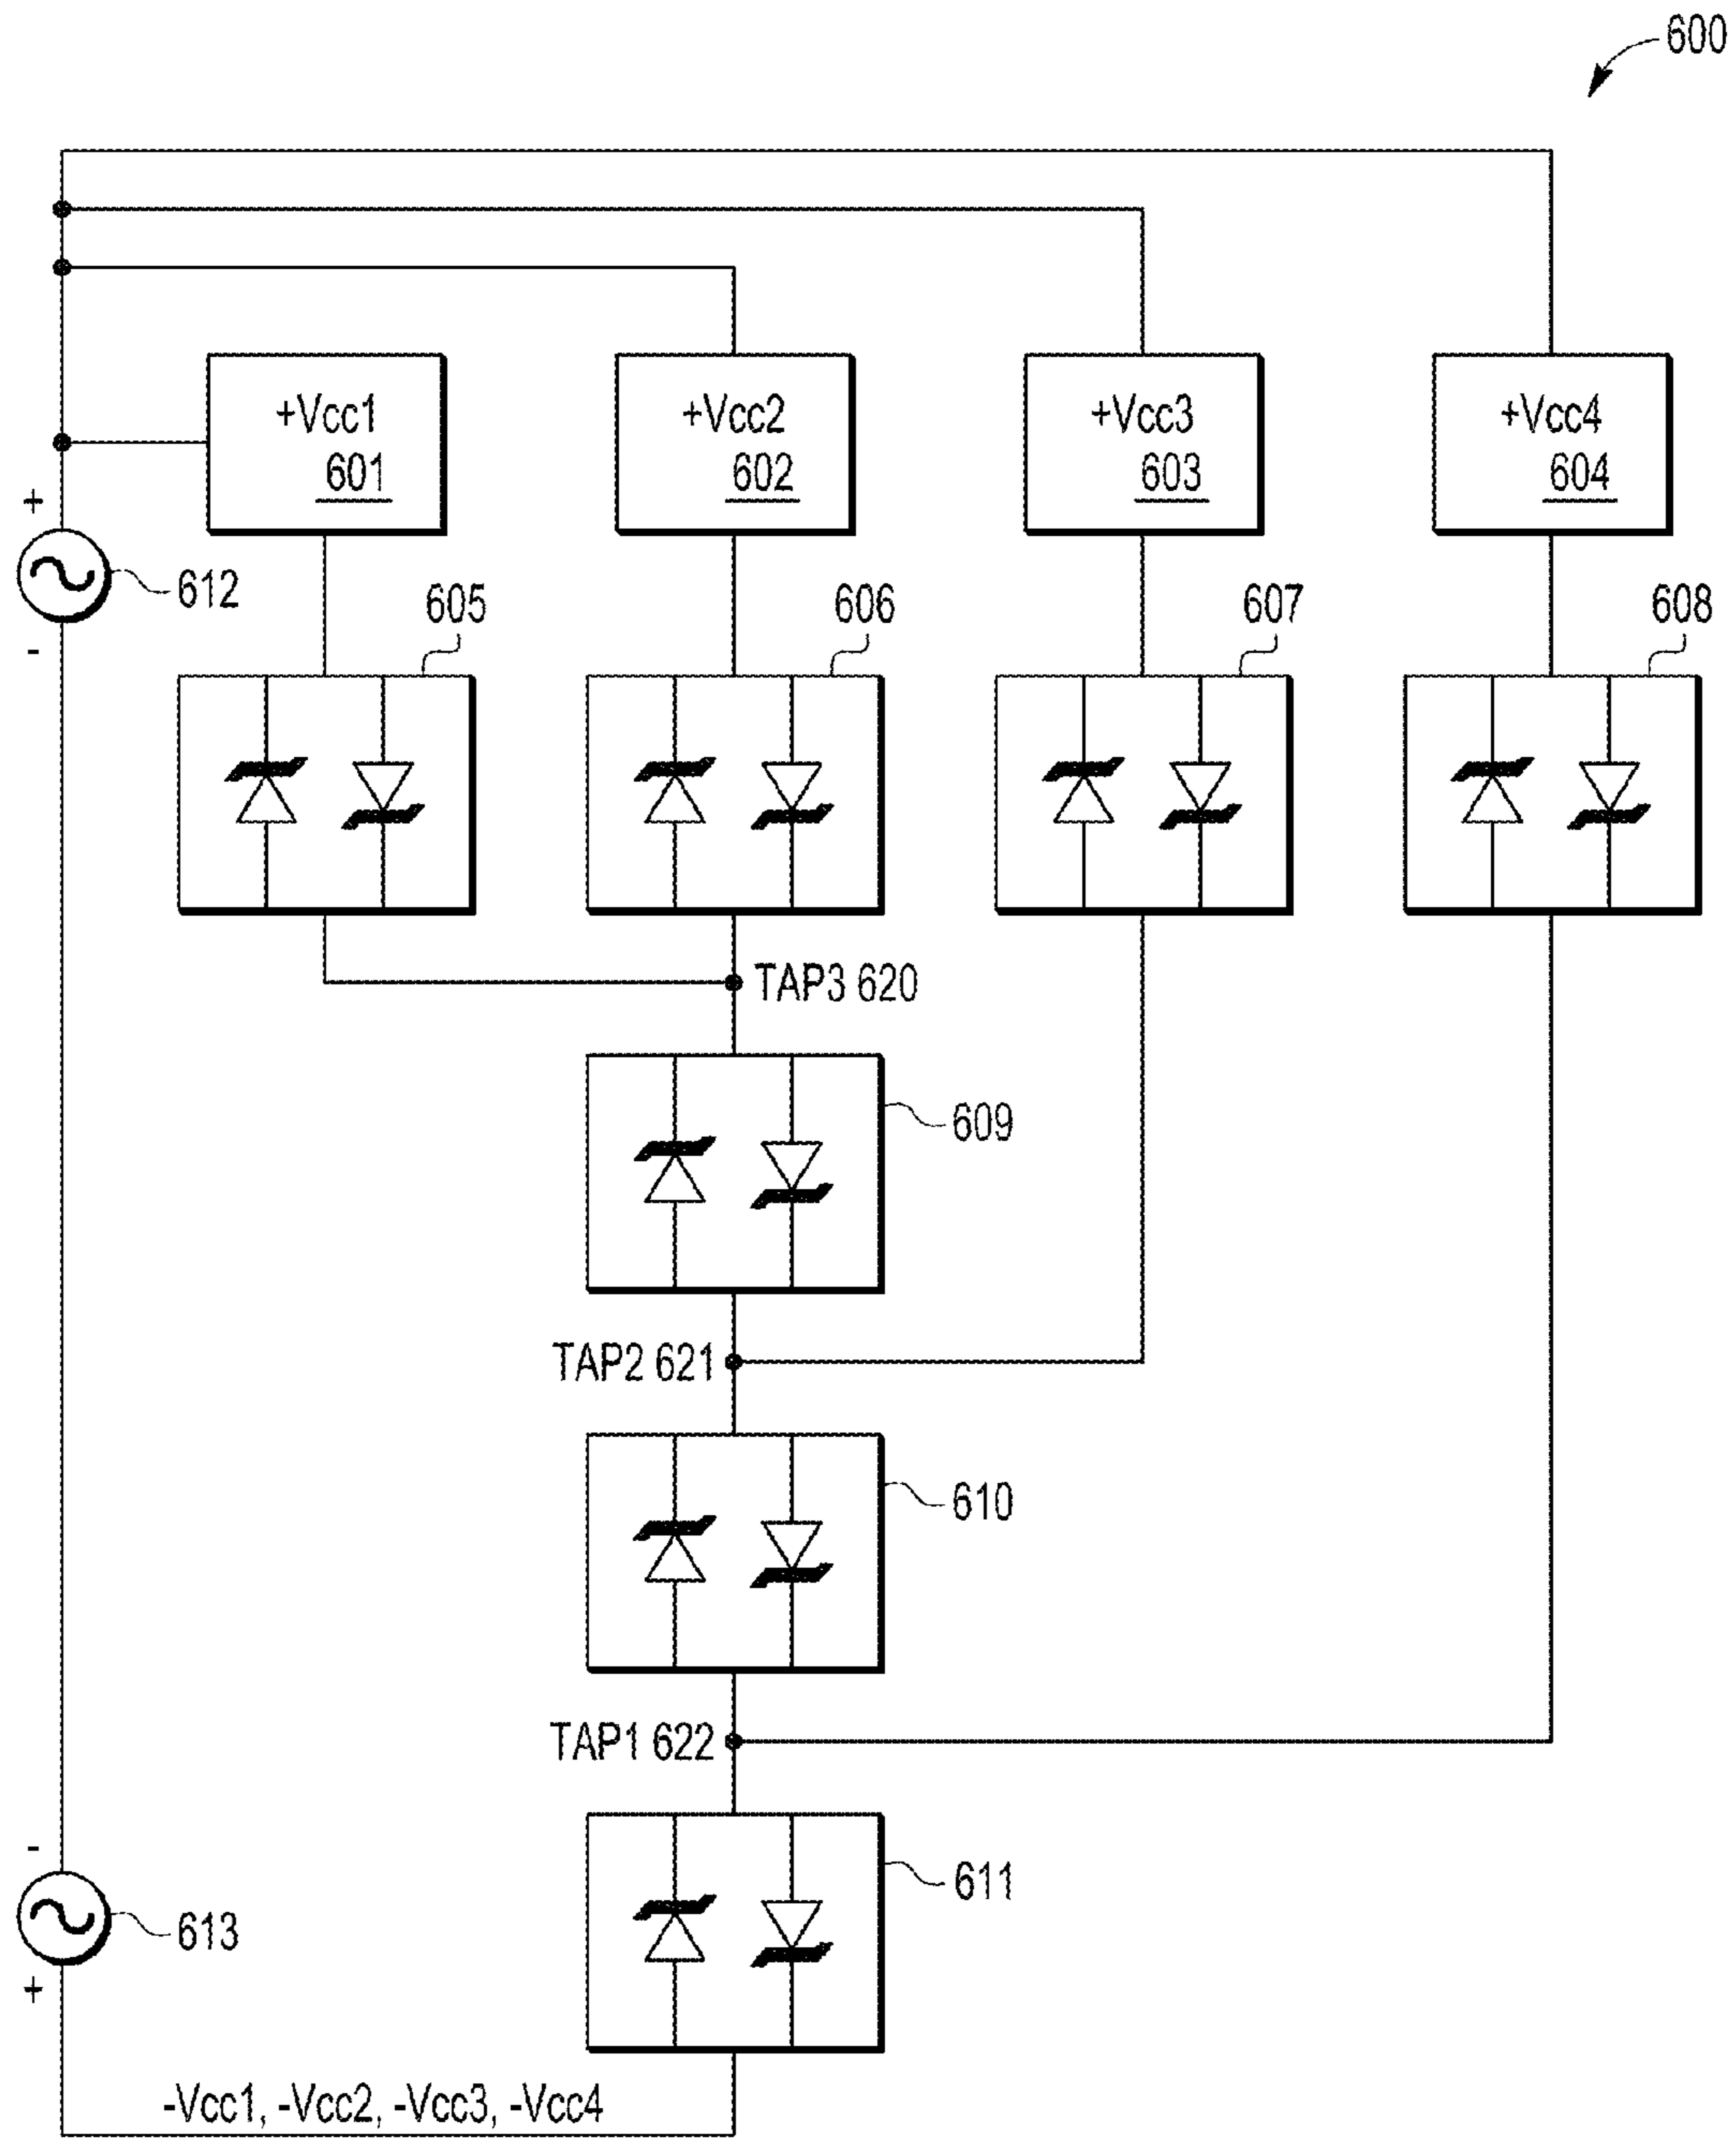 600
+Vcc1
601
+Vcc2
602
+Vcc3
603
+Vcc4
604
+
612
-
605
606
607
608
TAP3 620
609
TAP2 621
610
TAP1 622
-
613
+
611
-Vcc1, -Vcc2, -Vcc3, -Vcc4